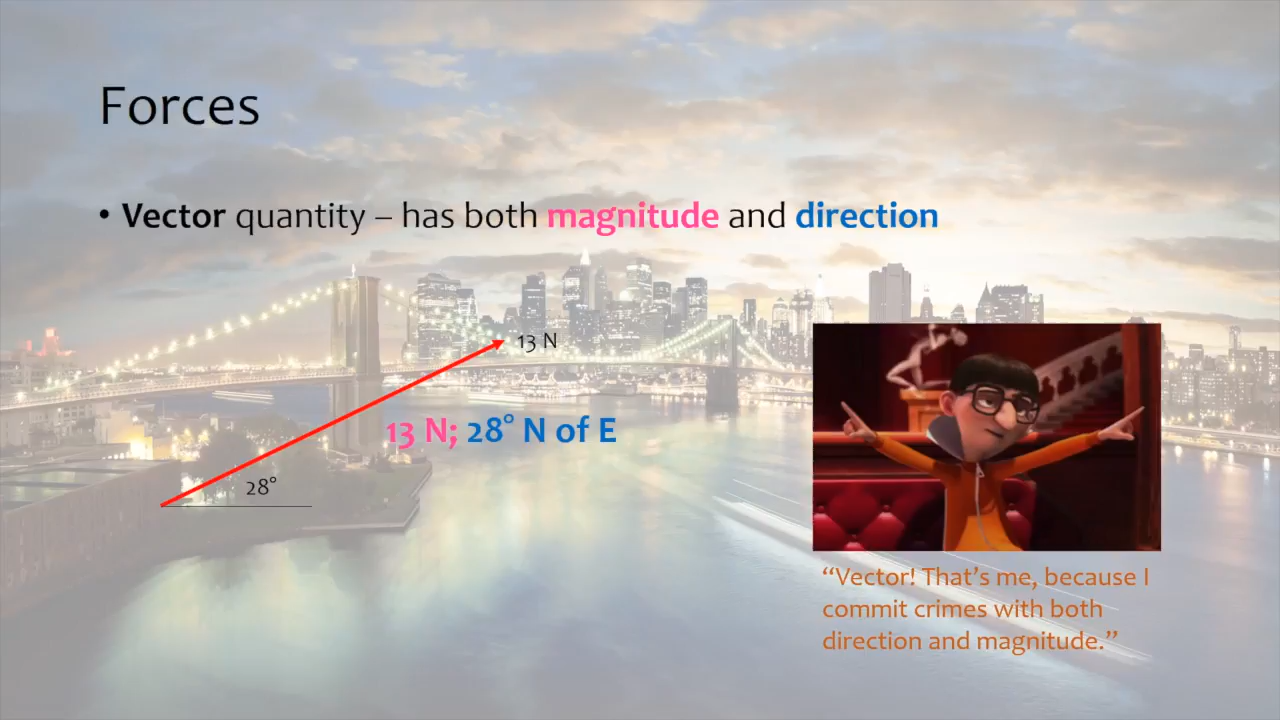 Forces
• Vector quantity – has both magnitude and direction
13 N
13 N; 28° N of E
28°
“Vector! That’s me, because I
commit crimes with both
direction and magnitude.”